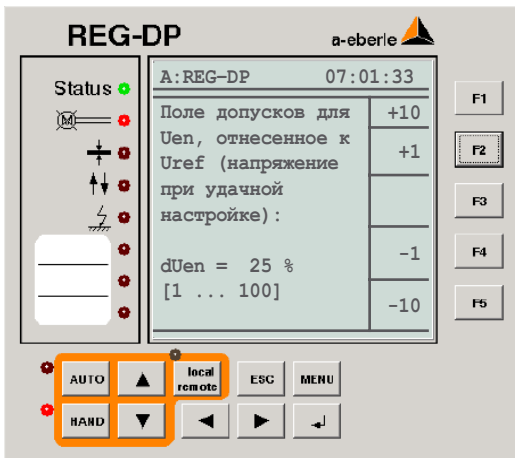 REG-DP
a-eberle
Status
A:REG-DP 07:01:33
Поле допусков для
Uen, отнесенное к
Uref (напряжение
при удачной
настройке):
dUen = 25 %
[1 ... 100]
+10
+1
-1
-10
F1
F2
F3
F4
F5
M
AUTO
local
remote
ESC
MENU
HAND